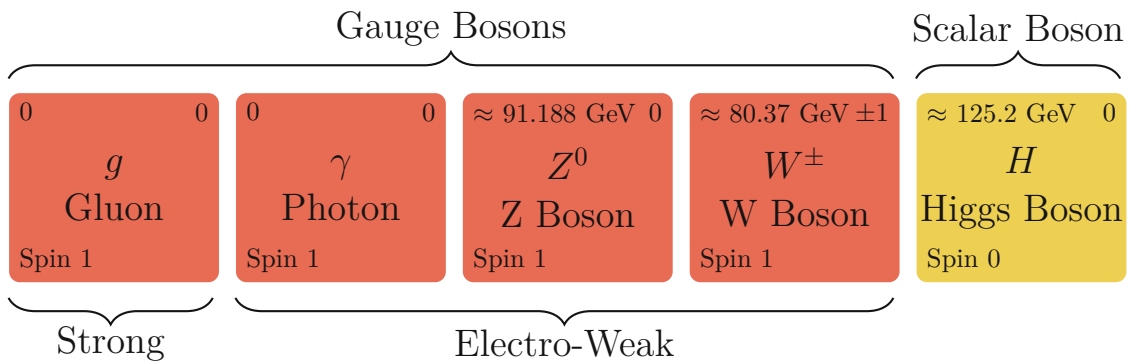 Gauge Bosons
Scalar Boson
0 0
g
Gluon
Spin 1
0 0
γ
Photon
Spin 1
≈ 91.188 GeV 0
Z⁰
Z Boson
Spin 1
≈ 80.37 GeV ±1
W±
W Boson
Spin 1
≈ 125.2 GeV 0
H
Higgs Boson
Spin 0
Strong
Electro-Weak